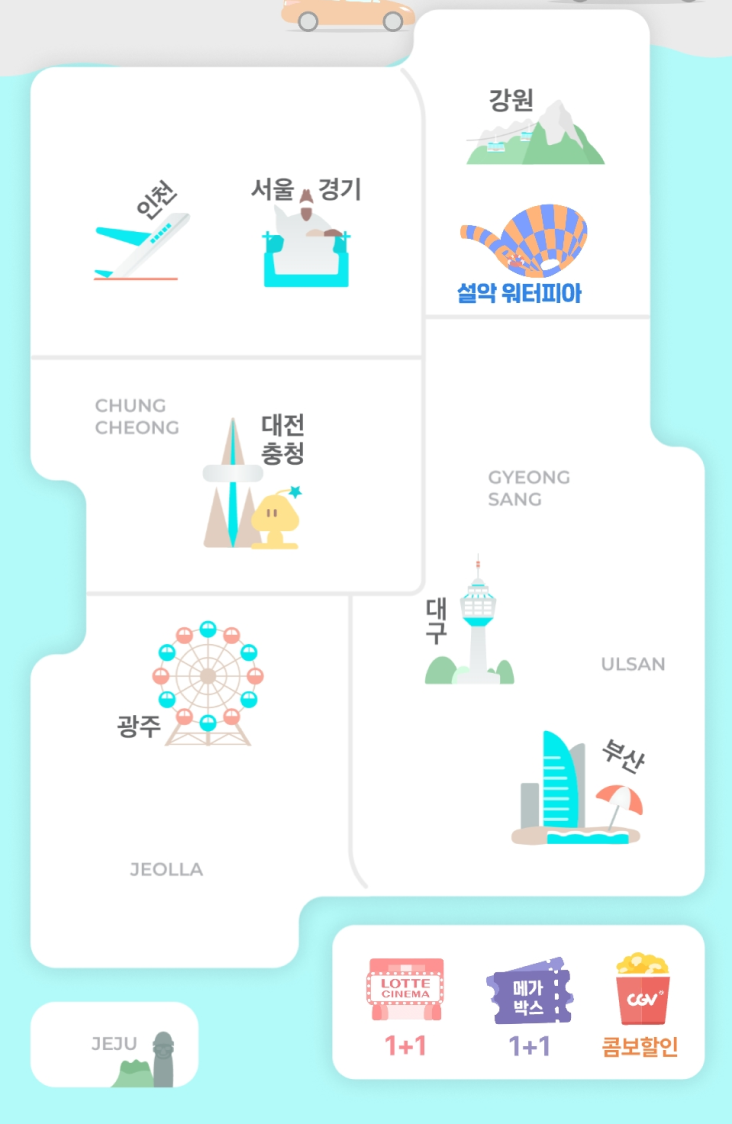 강원
인천
서울 경기
설악 워터피아
CHUNG
CHEONG
대전
충청
GYEONG
SANG
대
구
ULSAN
광주
부산
JEOLLA
LOTTE
CINEMA
1+1
메가
박스
1+1
CGV
콤보할인
JEJU